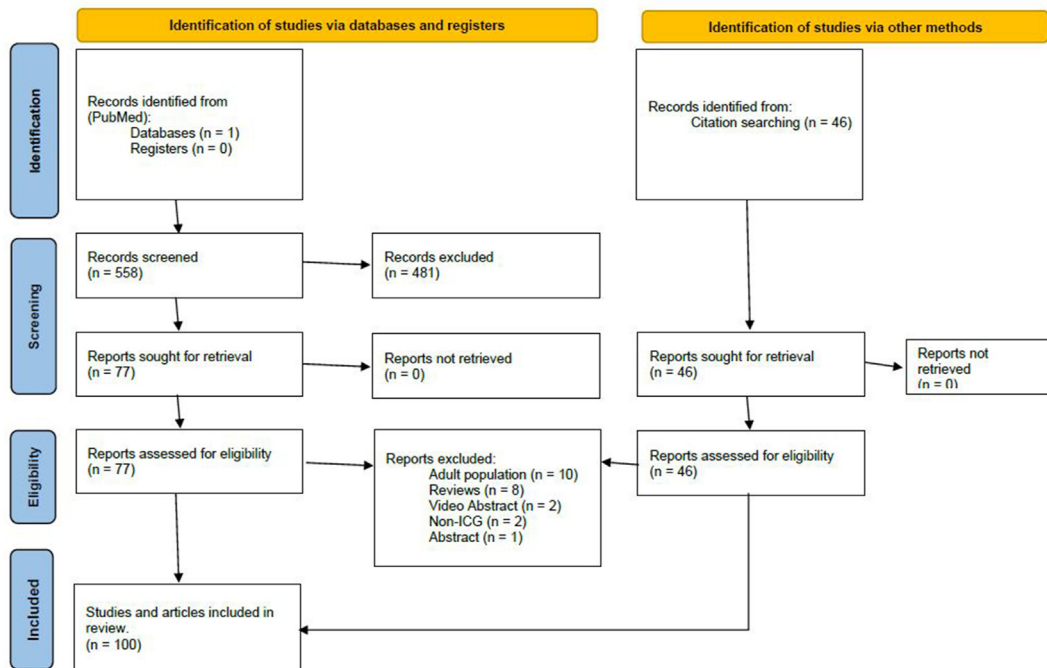 Identification of studies via databases and registers
Identification of studies via other methods
Identification
Records identified from
(PubMed):
Databases (n = 1)
Registers (n = 0)
Records identified from:
Citation searching (n = 46)
Screening
Records screened
(n = 558)
Records excluded
(n = 481)
Reports sought for retrieval
(n = 77)
Reports not retrieved
(n = 0)
Reports sought for retrieval
(n = 46)
Reports not
retrieved
(n = 0)
Eligibility
Reports assessed for eligibility
(n = 77)
Reports excluded:
Adult population (n = 10)
Reviews (n = 8)
Video Abstract (n = 2)
Non-ICG (n = 2)
Abstract (n = 1)
Reports assessed for eligibility
(n = 46)
Included
Studies and articles included in
review.
(n = 100)